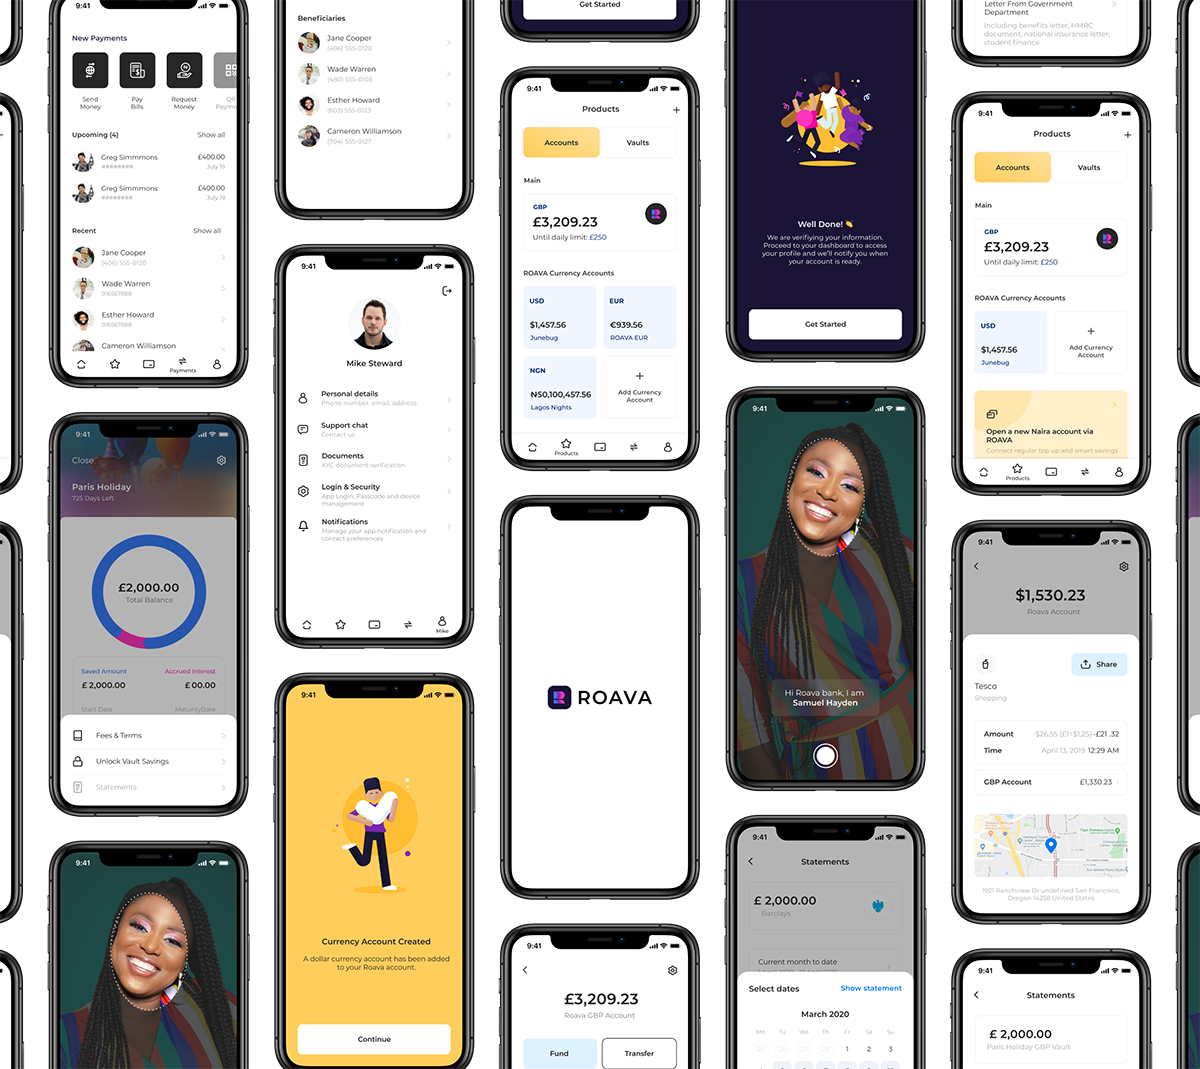 9:41
New Payments
Send
Money
Pay
Bills
Request
Money
QR
Upcoming (4)
Show all
Greg Simmmons
########
£400.00
July 19
Greg Simmmons
########
£400.00
July 19
Recent
Show all
Jane Cooper
(406) 555-0120
Wade Warren
016567888
Esther Howard
016567888
Cameron Williamson
Payments
9:41
Close
Paris Holiday
725 Days Left
£2,000.00
Total Balance
Saved Amount
Accrued Interest
£ 2,000.00
£ 00.00
Start Date
MaturityDate
Fees & Terms
Unlock Vault Savings
Statements
9:41
Beneficiaries
Jane Cooper
(406) 555-0120
Wade Warren
(480) 555-0103
Esther Howard
(603) 555-0123
Cameron Williamson
(704) 555-0127
9:41
Mike Steward
Personal details
Phone number, email, address
Support chat
Contact us
Documents
KYC document verification
Login & Security
App Login, Passcode and device
management
Notifications
Manage your app notification and
contact preferences
Mike
9:41
Currency Account Created
A dollar currency account has been added
to your Roava account.
Continue
Get Started
9:41
Products
+
Accounts
Vaults
Main
GBP
£3,209.23
Until daily limit: £250
ROAVA Currency Accounts
USD
$1,457.56
Junebug
EUR
€939.56
ROAVA EUR
NGN
₦50,100,457.56
Lagos Nights
+
Add Currency
Account
Products
ROAVA
9:41
£3,209.23
Roava GBP Account
Fund
Transfer
Well Done! 👏
We are verifiying your information.
Proceed to your dashboard to access
your profile and we'll notify you when
your account is ready.
Get Started
9:41
Hi Roava bank, I am
Samuel Hayden
9:41
Statements
£ 2,000.00
Barclays
Current month to date
Select dates
Show statement
March 2020
Mn Tu We Th Fr Sa Su
25 26 27 28 1 2 3
Letter From Government
Department
Including benefits letter, HMRC
document, national insurance letter,
student finance
9:41
Products
+
Accounts
Vaults
Main
GBP
£3,209.23
Until daily limit: £250
ROAVA Currency Accounts
USD
$1,457.56
Junebug
+
Add Currency
Account
Open a new Naira account via
ROAVA
Connect regular top up and smart savings
Products
9:41
$1,530.23
Roava Account
Share
Tesco
Shopping
Amount
-$26.55 (£1=$1,25) -£21 .32
Time
April 13, 2019 12:29 AM
GBP Account
£1,330.23
1921 Ranchview Dr undefined San Francisco,
Oregon 14258 United States
9:41
Statements
£ 2,000.00
Paris Holiday GBP Vault